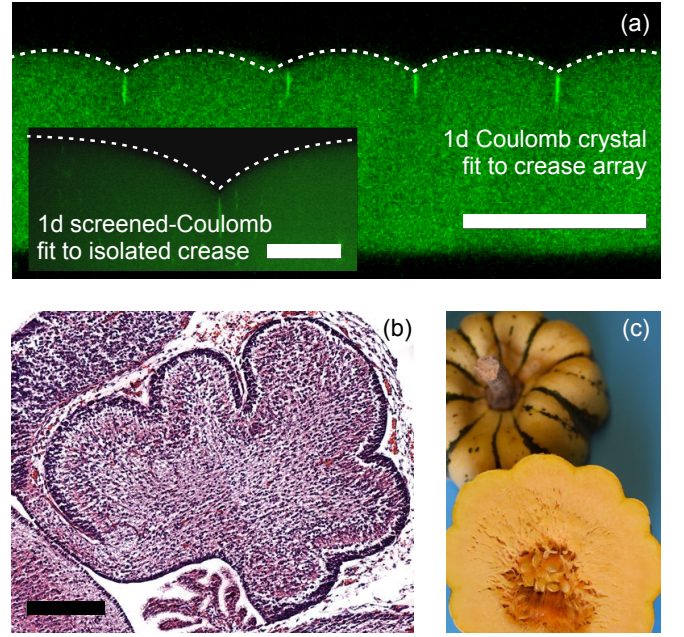 (a)
1d Coulomb crystal
fit to crease array
1d screened-Coulomb
fit to isolated crease
(b)
(c)